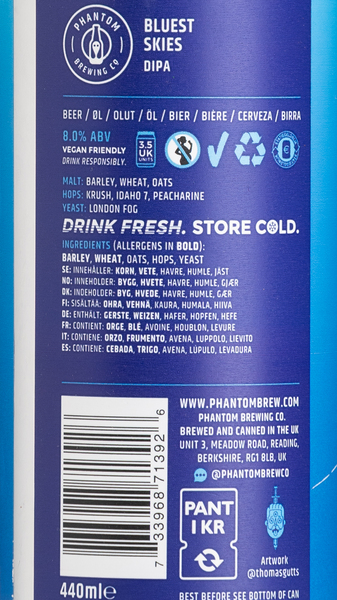 PHANTOM
BREWING CO
BLUEST
SKIES
DIPA
BEER / ØL / OLUT / ÖL / BIER / BIÈRE / CERVEZA / BIRRA
8.0% ABV
VEGAN FRIENDLY
DRINK RESPONSIBLY.
3.5
UK
UNITS
MALT: BARLEY, WHEAT, OATS
HOPS: KRUSH, IDAHO 7, PEACHARINE
YEAST: LONDON FOG
DRINK FRESH. STORE COLD.
INGREDIENTS (ALLERGENS IN BOLD):
BARLEY, WHEAT, OATS, HOPS, YEAST
SE: INNEHÅLLER: KORN, VETE, HAVRE, HUMLE, JÄST
NO: INNEHOLDER: BYGG, HVETE, HAVRE, HUMLE, GJÆR
DK: INDEHOLDER: BYG, HVEDE, HAVRE, HUMLE, GÆR
FI: SISÄLTÄÄ: OHRA, VEHNÄ, KAURA, HUMALA, HIIVA
DE: ENTHÄLT: GERSTE, WEIZEN, HAFER, HOPFEN, HEFE
FR: CONTIENT: ORGE, BLÉ, AVOINE, HOUBLON, LEVURE
IT: CONTIENE: ORZO, FRUMENTO, AVENA, LUPPOLO, LIEVITO
ES: CONTIENE: CEBADA, TRIGO, AVENA, LÚPULO, LEVADURA
WWW.PHANTOMBREW.COM
PHANTOM BREWING CO.
BREWED AND CANNED IN THE UK
UNIT 3, MEADOW ROAD, READING,
BERKSHIRE, RG1 8LB, UK
@PHANTOMBREWCO
PANT
1 KR
Artwork
@thomasgutts
7 33968 71392 6
440ml℮
BEST BEFORE SEE BOTTOM OF CAN